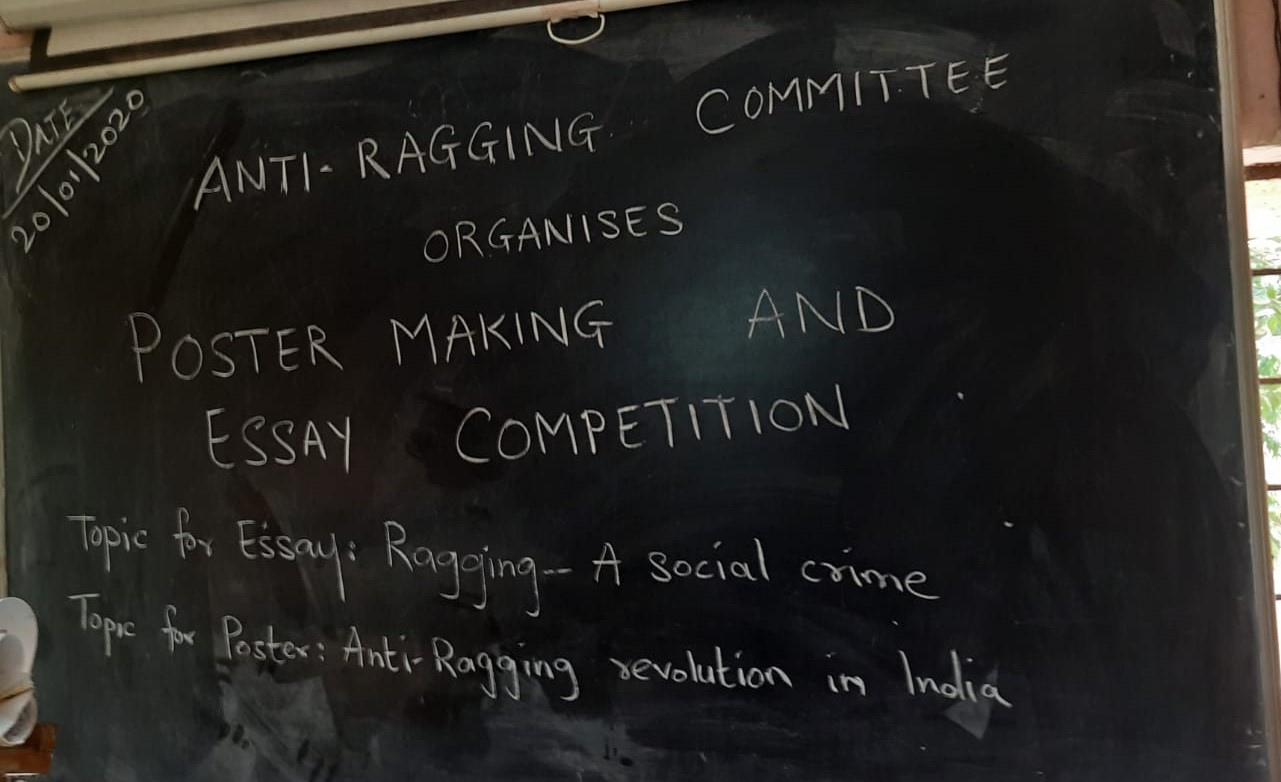 DATE
20/01/2020
ANTI-RAGGING COMMITTEE
ORGANISES
POSTER MAKING AND
ESSAY COMPETITION
Topic for Essay: Ragging-- A social crime
Topic for Poster: Anti-Ragging revolution in India